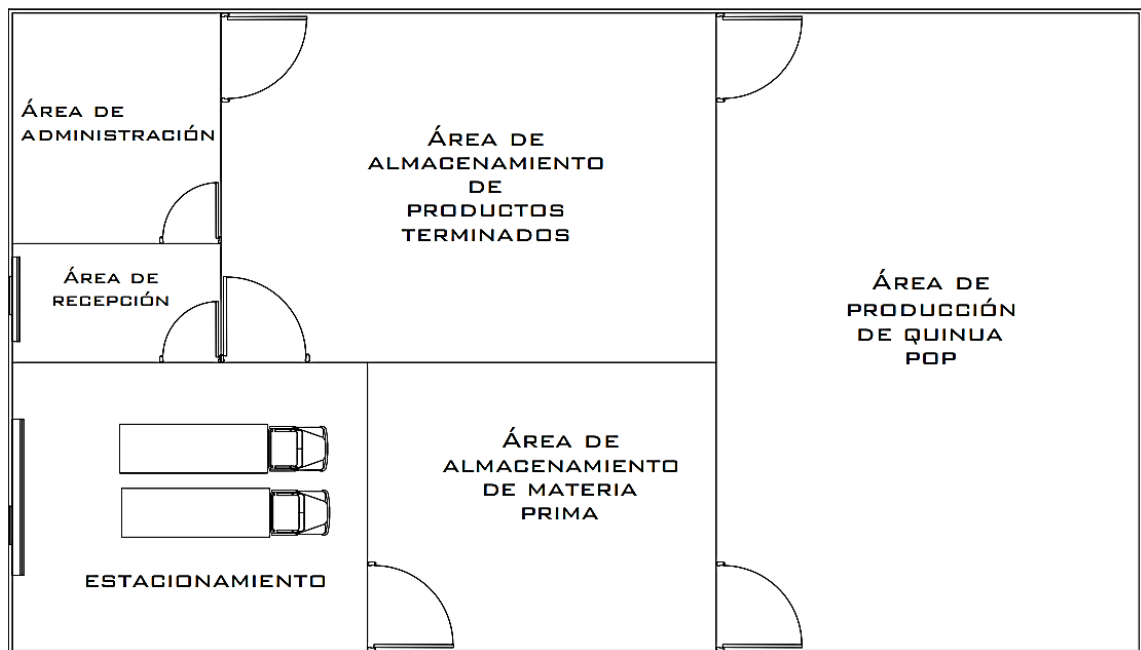 ÁREA DE
ADMINISTRACIÓN
ÁREA DE
ALMACENAMIENTO
DE
PRODUCTOS
TERMINADOS
ÁREA DE
RECEPCIÓN
ÁREA DE
PRODUCCIÓN
DE QUINUA
POP
ÁREA DE
ALMACENAMIENTO
DE MATERIA
PRIMA
ESTACIONAMIENTO